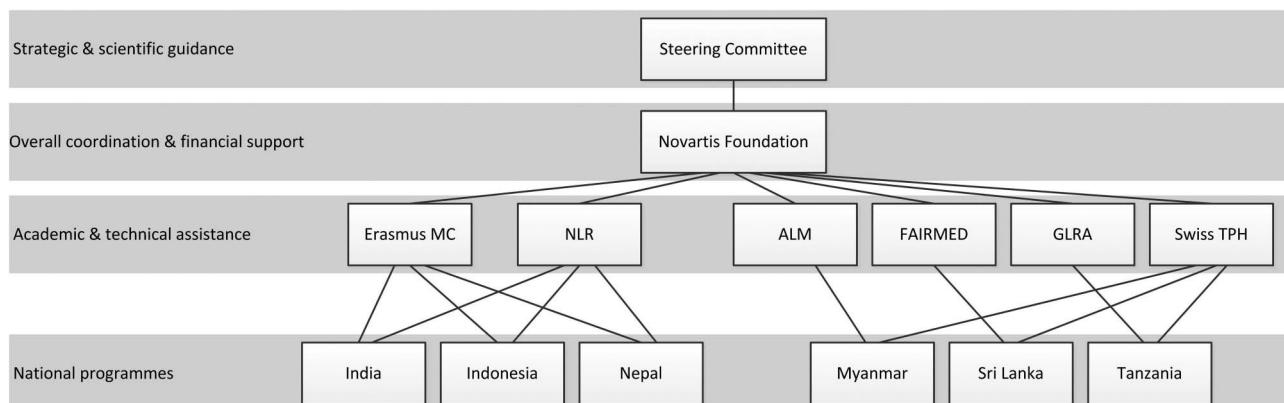 Strategic & scientific guidance
Steering Committee
Overall coordination & financial support
Novartis Foundation
Academic & technical assistance
Erasmus MC
NLR
ALM
FAIRMED
GLRA
Swiss TPH
National programmes
India
Indonesia
Nepal
Myanmar
Sri Lanka
Tanzania